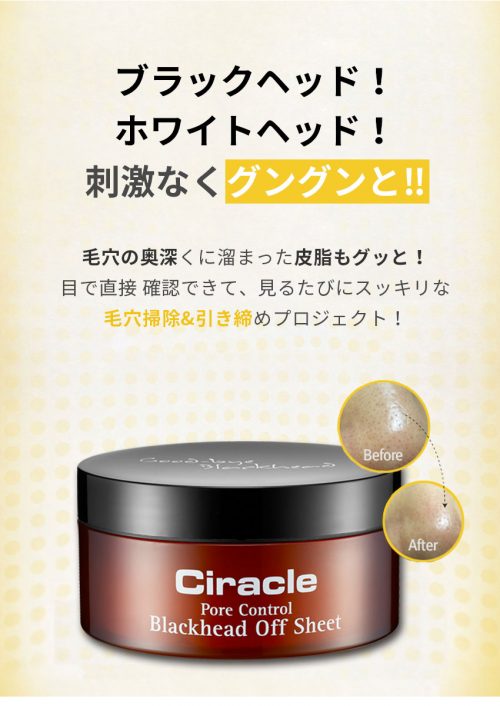 ブラックヘッド！
ホワイトヘッド！
刺激なくグングンと!!
毛穴の奥深くに溜まった皮脂もグッと！
目で直接 確認できて、見るたびにスッキリな
毛穴掃除&引き締めプロジェクト！
Before
Good-bye
Blackhead
After
Ciracle
Pore Control
Blackhead Off Sheet